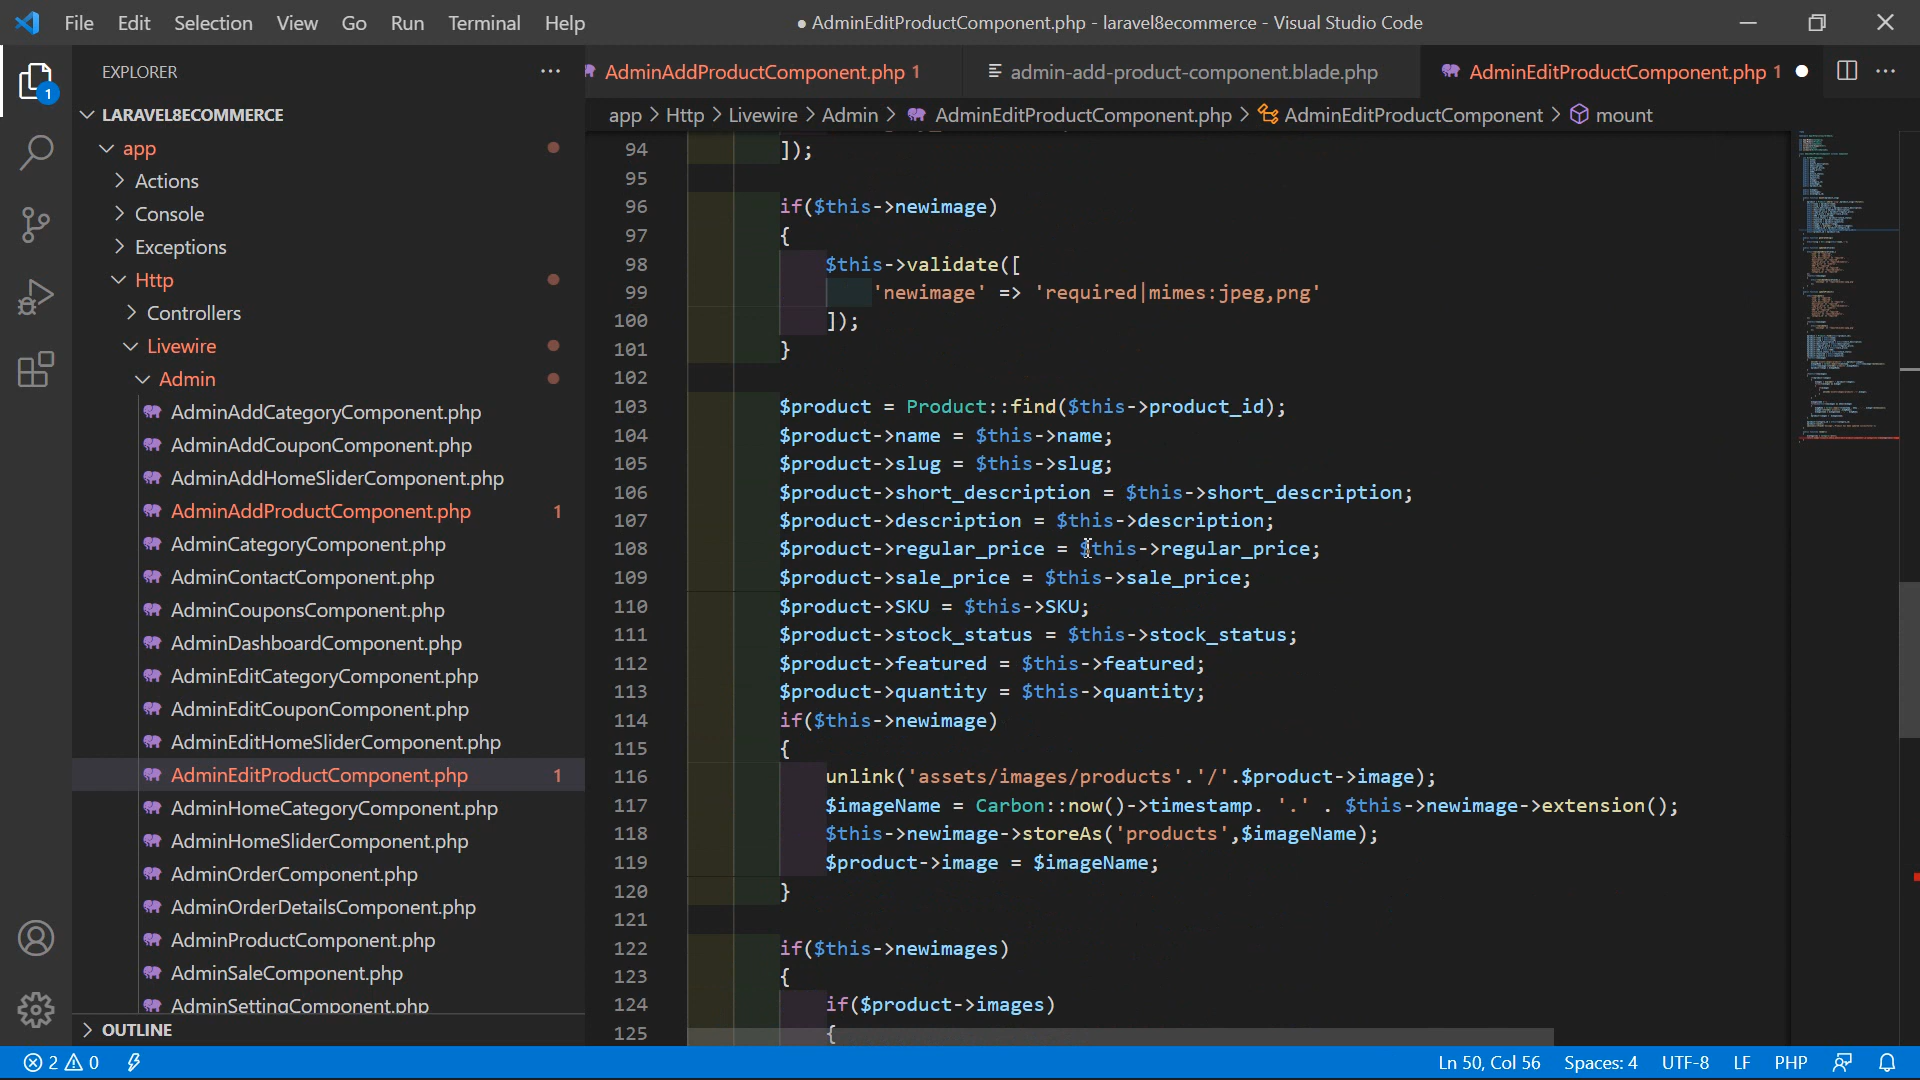 File Edit Selection View Go Run Terminal Help
● AdminEditProductComponent.php - laravel8ecommerce - Visual Studio Code
EXPLORER
1
LARAVEL8ECOMMERCE
app
Actions
Console
Exceptions
Http
Controllers
Livewire
Admin
AdminAddCategoryComponent.php
AdminAddCouponComponent.php
AdminAddHomeSliderComponent.php
AdminAddProductComponent.php 1
AdminCategoryComponent.php
AdminContactComponent.php
AdminCouponsComponent.php
AdminDashboardComponent.php
AdminEditCategoryComponent.php
AdminEditCouponComponent.php
AdminEditHomeSliderComponent.php
AdminEditProductComponent.php 1
AdminHomeCategoryComponent.php
AdminHomeSliderComponent.php
AdminOrderComponent.php
AdminOrderDetailsComponent.php
AdminProductComponent.php
AdminSaleComponent.php
AdminSettingComponent.php
OUTLINE
AdminAddProductComponent.php 1 admin-add-product-component.blade.php AdminEditProductComponent.php 1
app > Http > Livewire > Admin > AdminEditProductComponent.php > AdminEditProductComponent > mount
94 ]);
95
96 if($this->newimage)
97 {
98 $this->validate([
99 'newimage' => 'required|mimes:jpeg,png'
100 ]);
101 }
102
103 $product = Product::find($this->product_id);
104 $product->name = $this->name;
105 $product->slug = $this->slug;
106 $product->short_description = $this->short_description;
107 $product->description = $this->description;
108 $product->regular_price = $this->regular_price;
109 $product->sale_price = $this->sale_price;
110 $product->SKU = $this->SKU;
111 $product->stock_status = $this->stock_status;
112 $product->featured = $this->featured;
113 $product->quantity = $this->quantity;
114 if($this->newimage)
115 {
116 unlink('assets/images/products'.'/'.$product->image);
117 $imageName = Carbon::now()->timestamp. '.' . $this->newimage->extension();
118 $this->newimage->storeAs('products',$imageName);
119 $product->image = $imageName;
120 }
121
122 if($this->newimages)
123 {
124 if($product->images)
125 {
2 0
Ln 50, Col 56 Spaces: 4 UTF-8 LF PHP